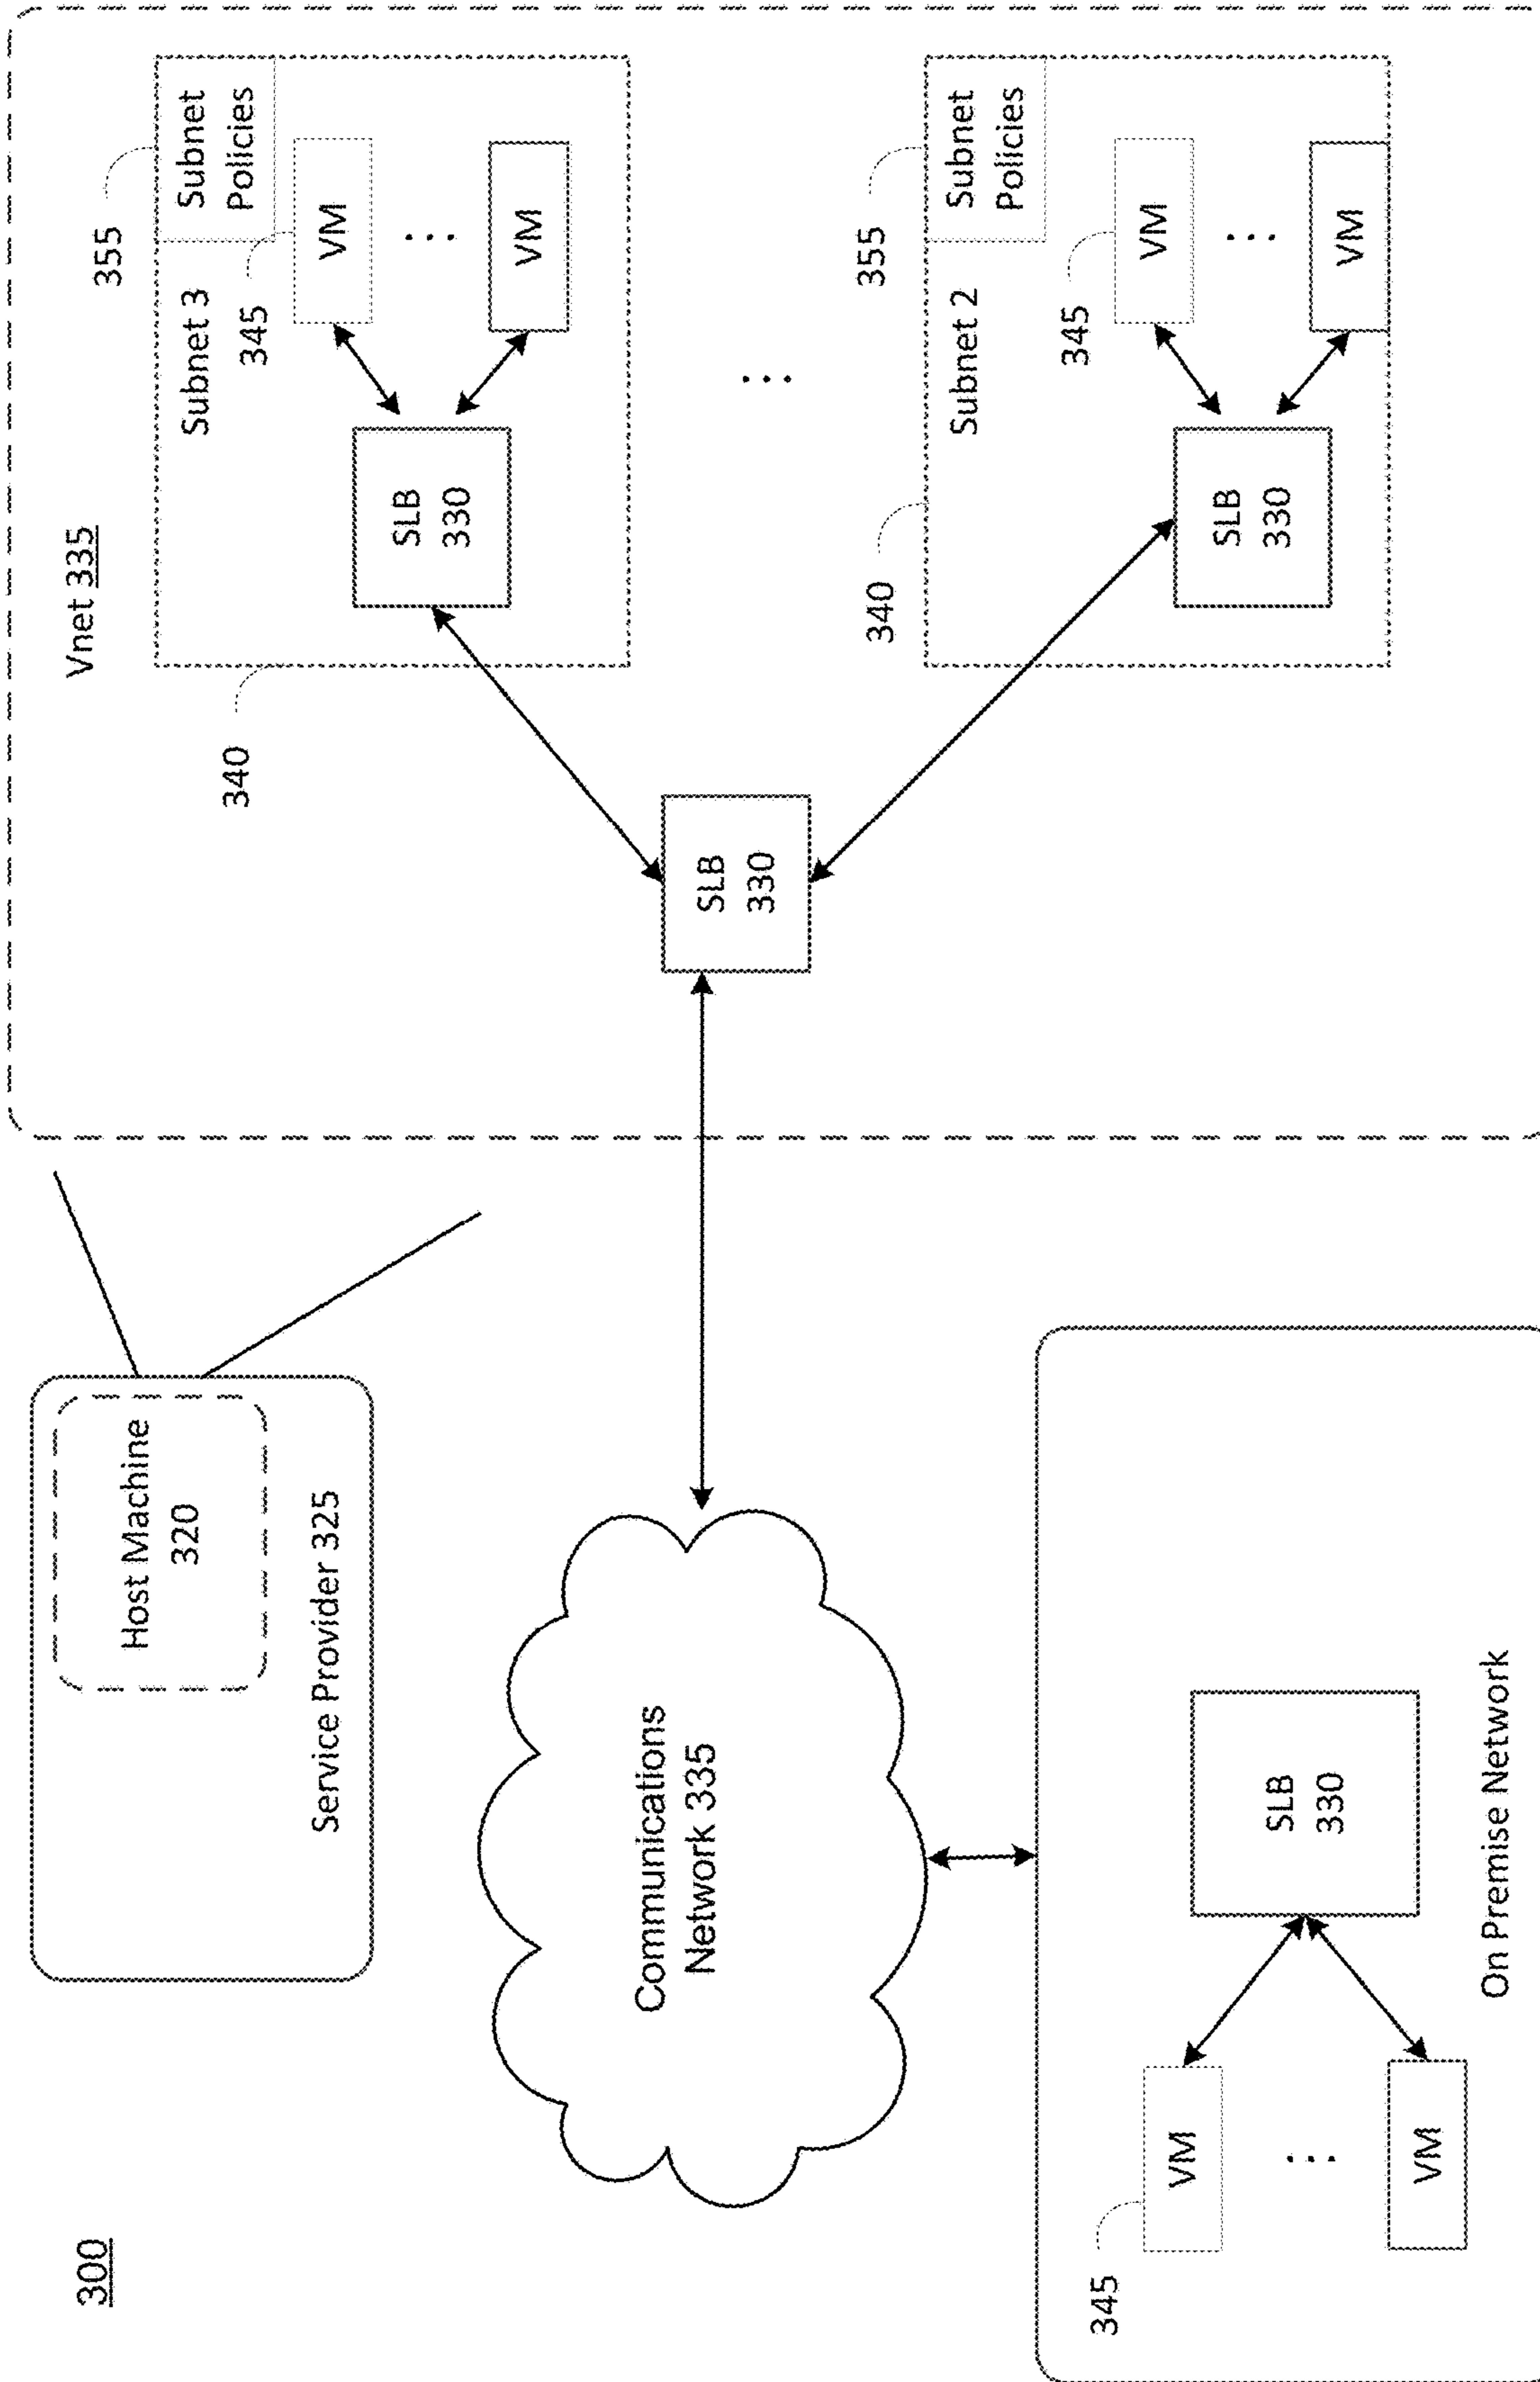 300
Host Machine
320
Service Provider 325
Communications
Network 335
345
VM
VM
SLB
330
On Premise Network
Vnet 335
SLB
330
340
Subnet 3
355
Subnet
Policies
345
VM
VM
SLB
330
340
Subnet 2
355
Subnet
Policies
345
VM
VM
SLB
330